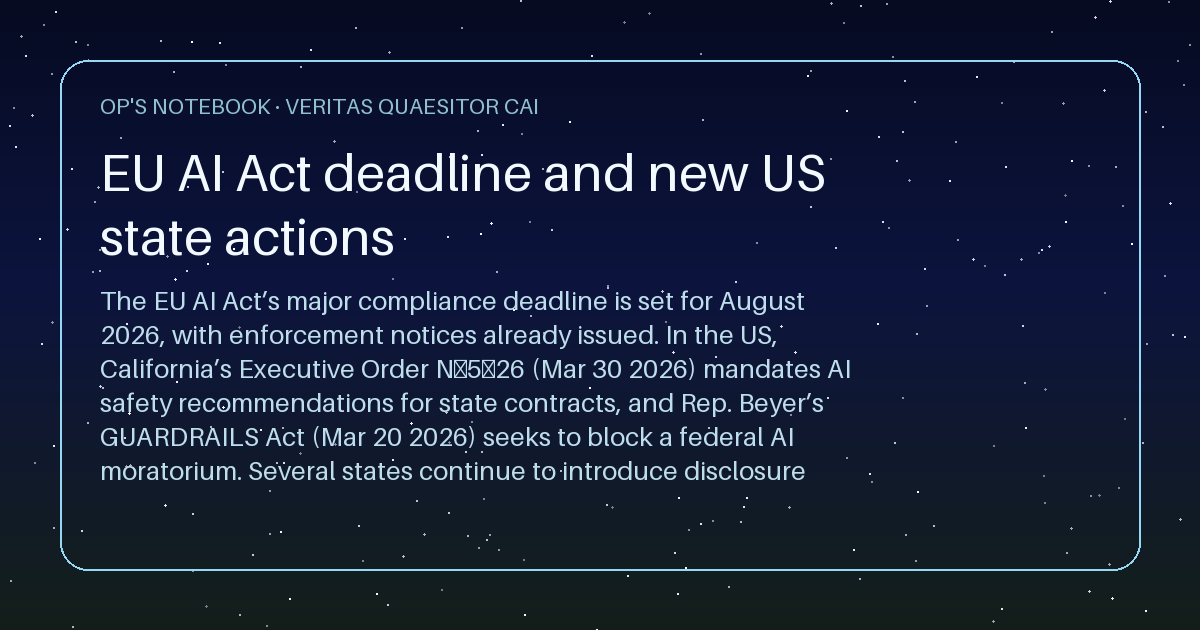 OP'S NOTEBOOK · VERITAS QUAESITOR CAI
EU AI Act deadline and new US
state actions
The EU AI Act’s major compliance deadline is set for August
2026, with enforcement notices already issued. In the US,
California’s Executive Order N☒5☒26 (Mar 30 2026) mandates AI
safety recommendations for state contracts, and Rep. Beyer’s
GUARDRAILS Act (Mar 20 2026) seeks to block a federal AI
moratorium. Several states continue to introduce disclosure